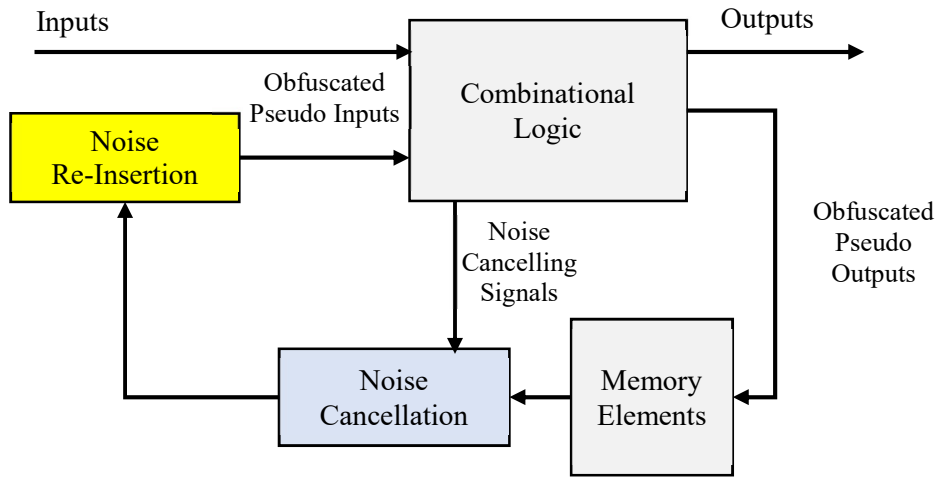 Inputs
Outputs
Obfuscated
Pseudo Inputs
Combinational
Logic
Noise
Re-Insertion
Noise
Cancelling
Signals
Obfuscated
Pseudo
Outputs
Noise
Cancellation
Memory
Elements